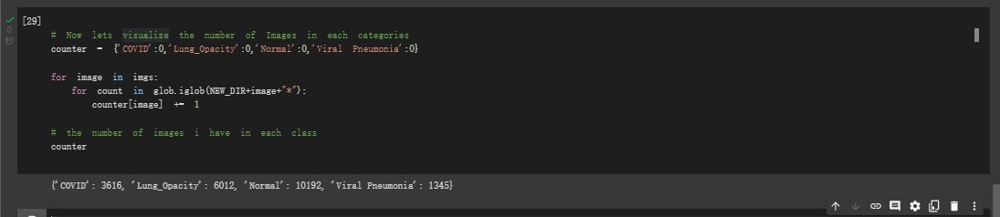 [29]
# Now lets visualize the number of Images in each categories
counter = {'COVID':0,'Lung_Opacity':0,'Normal':0,'Viral Pneumonia':0}
for image in imgs:
for count in glob.iglob(NEW_DIR+image+"*"):
counter[image] += 1
# the number of images i have in each class
counter
0
秒
{'COVID': 3616, 'Lung_Opacity': 6012, 'Normal': 10192, 'Viral Pneumonia': 1345}